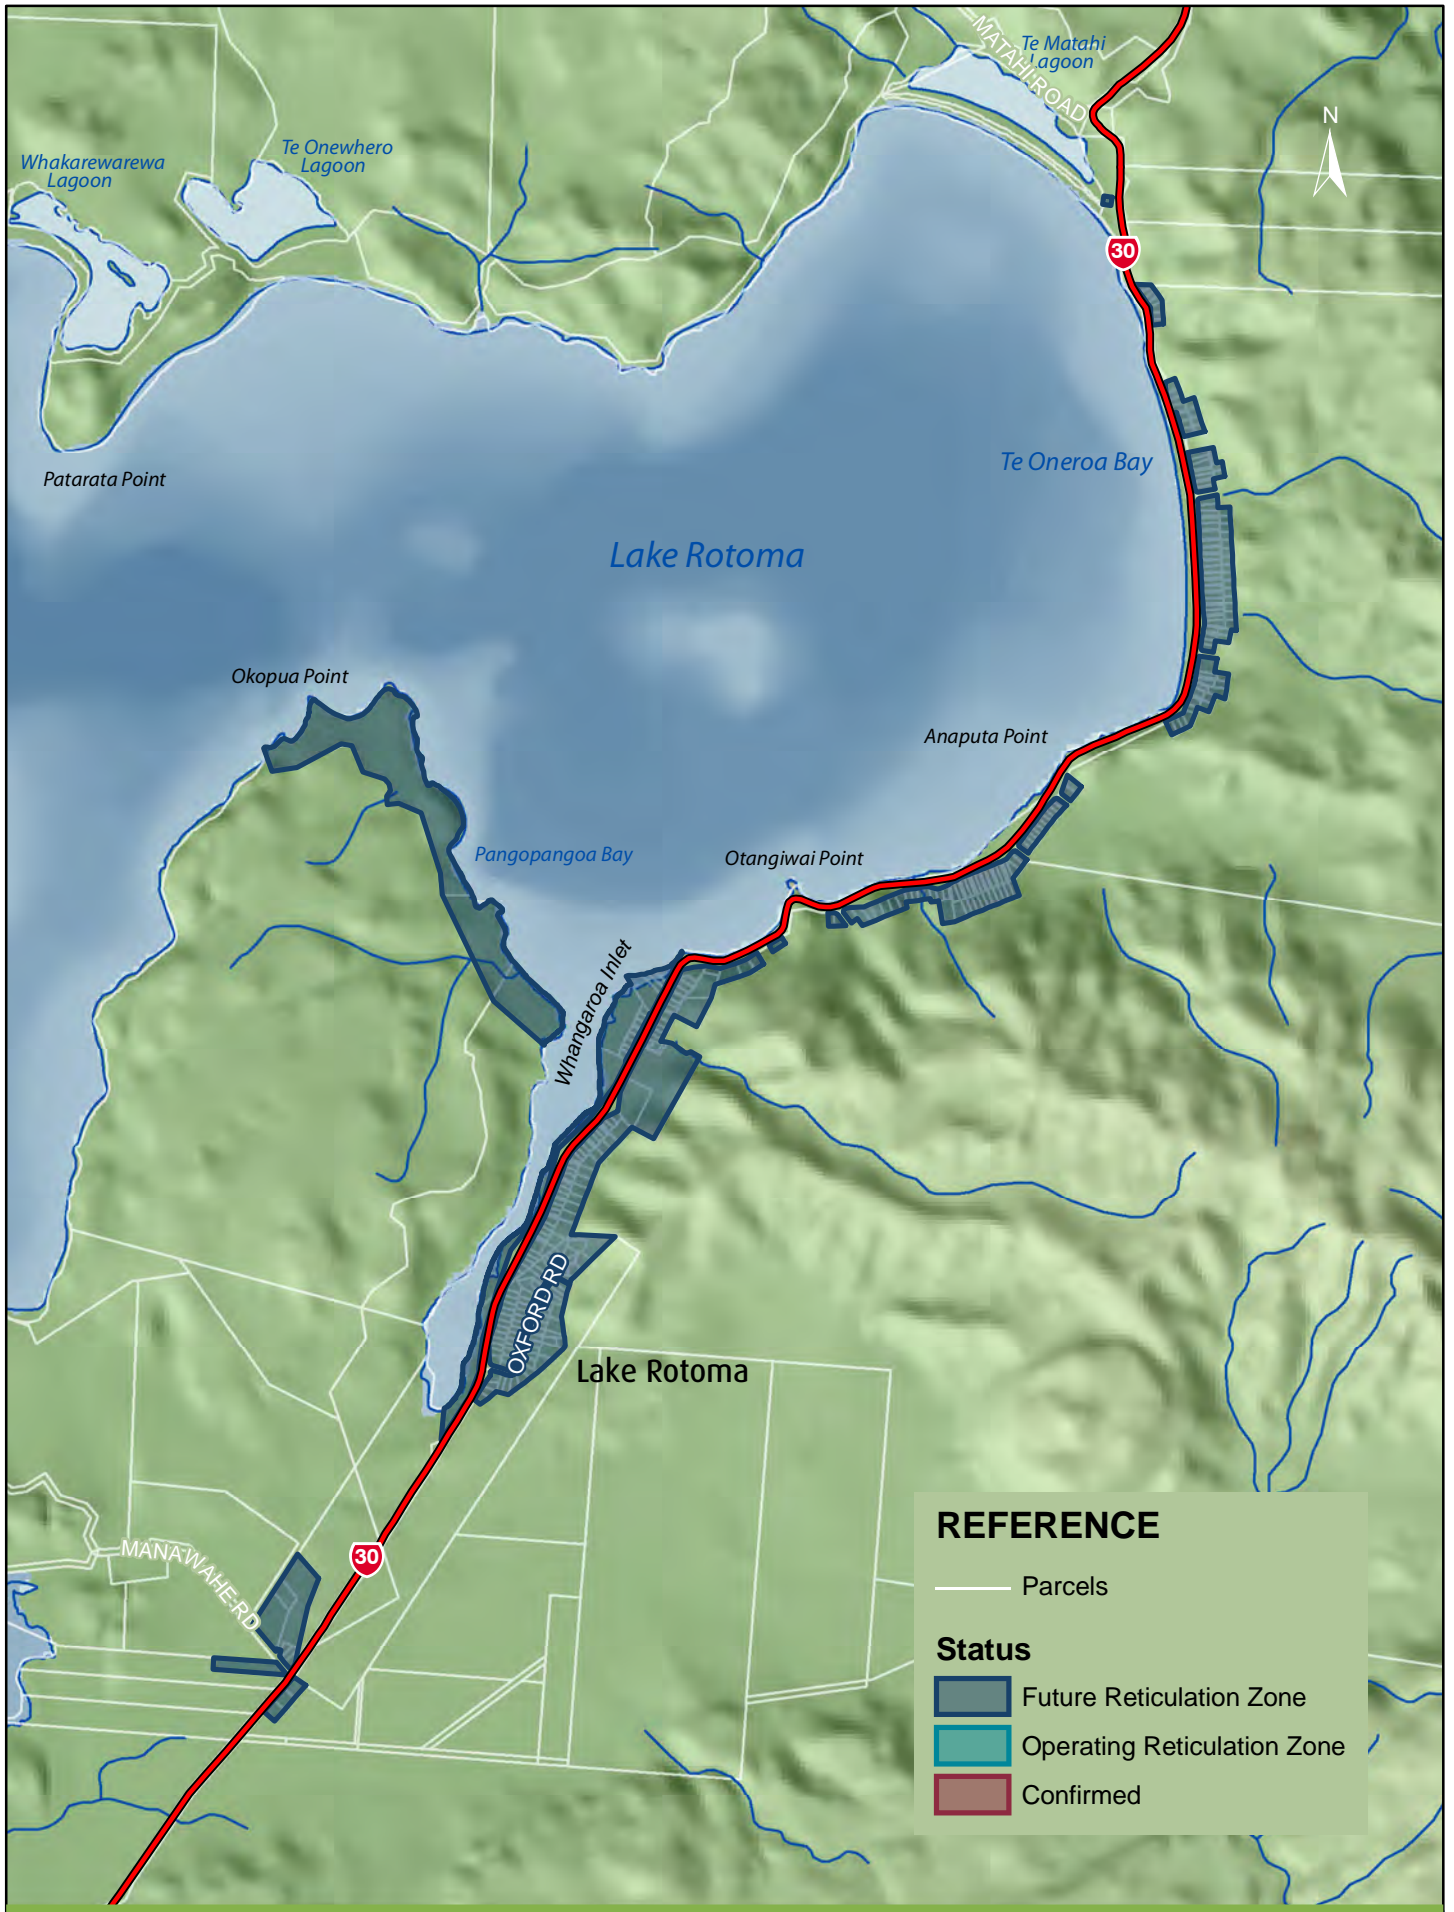 MATAHI ROAD
Te Matahi
Lagoon
N
Te Onewhero
Lagoon
Whakarewarewa
Lagoon
30
Te Oneroa Bay
Patarata Point
Lake Rotoma
Okopua Point
Anaputa Point
Pangopangoa Bay
Otangiwai Point
Whangaroa Inlet
OXFORD RD
Lake Rotoma
REFERENCE
Parcels
Status
Future Reticulation Zone
Operating Reticulation Zone
Confirmed
30
MANAWAHE RD